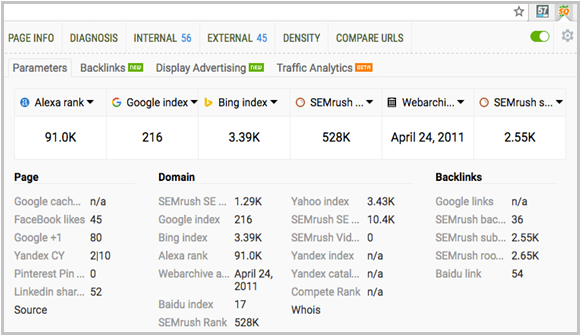 PAGE INFO DIAGNOSIS INTERNAL 56 EXTERNAL 45 DENSITY COMPARE URLS
Parameters Backlinks NEW Display Advertising NEW Traffic Analytics BETA
Alexa rank Google index Bing index SEMrush ... Webarchi... SEMrush s...
91.0K 216 3.39K 528K April 24, 2011 2.55K
Page Domain Backlinks
Google cach... n/a SEMrush SE ... 1.29K Yahoo index 3.43K Google links n/a
FaceBook likes 45 Google index 216 SEMrush SE ... 10.4K SEMrush bac... 36
Google +1 80 Bing index 3.39K SEMrush Vid... 0 SEMrush sub... 2.55K
Yandex CY 2|10 Alexa rank 91.0K Yandex index n/a SEMrush roo... 2.65K
Pinterest Pin ... 0 Webarchive a... April 24, Yandex catal... n/a Baidu link 54
Linkedin shar... 52 2011 Compete Rank n/a
Source Baidu index 17 Whois
SEMrush Rank 528K